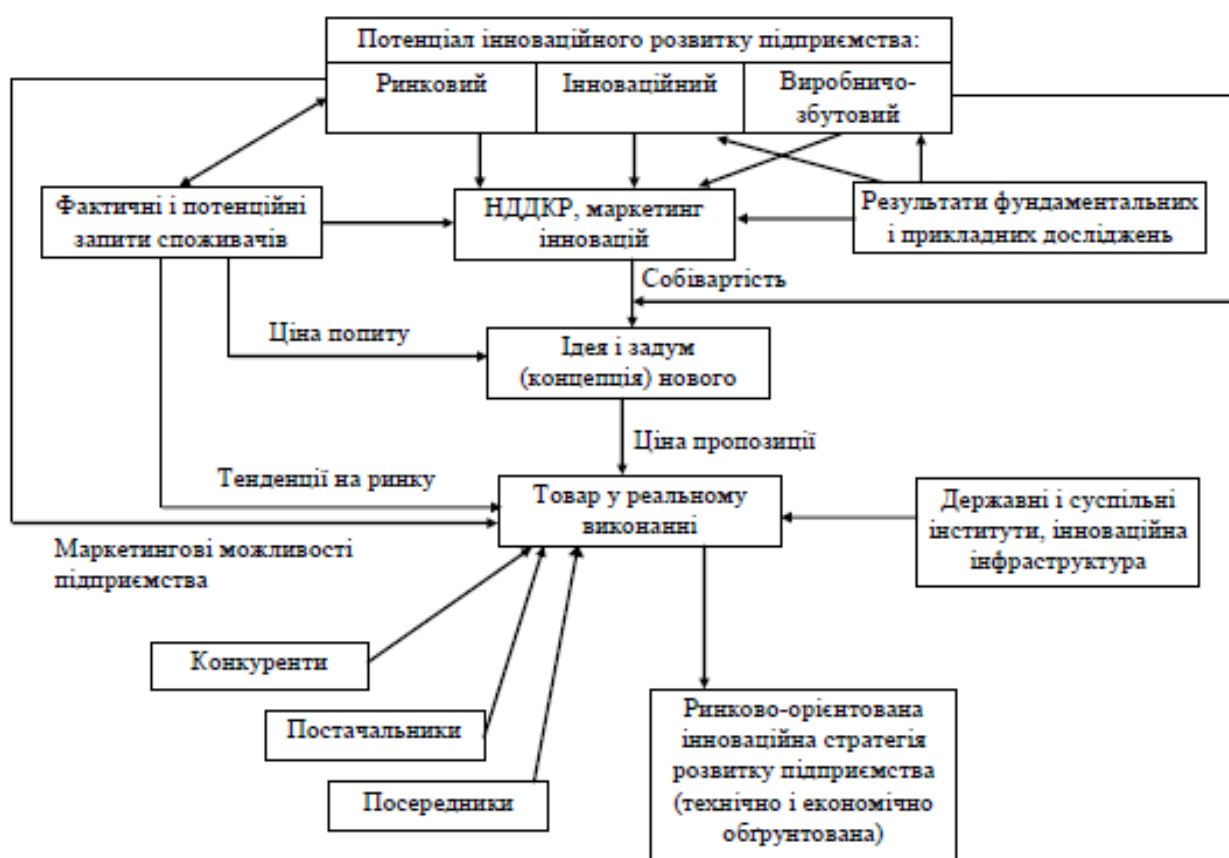 Потенціал інноваційного розвитку підприємства:
Ринковий
Інноваційний
Виробничо-
збутовий
Фактичні і потенційні
запити споживачів
НДДКР, маркетинг
інновацій
Результати фундаментальних
і прикладних досліджень
Собівартість
Ціна попиту
Ідея і задум
(концепція) нового
Ціна пропозиції
Тенденції на ринку
Товар у реальному
виконанні
Державні і суспільні
інститути, інноваційна
інфраструктура
Маркетингові можливості
підприємства
Конкуренти
Постачальники
Посередники
Ринково-орієнтована
інноваційна стратегія
розвитку підприємства
(технічно і економічно
обґрунтована)